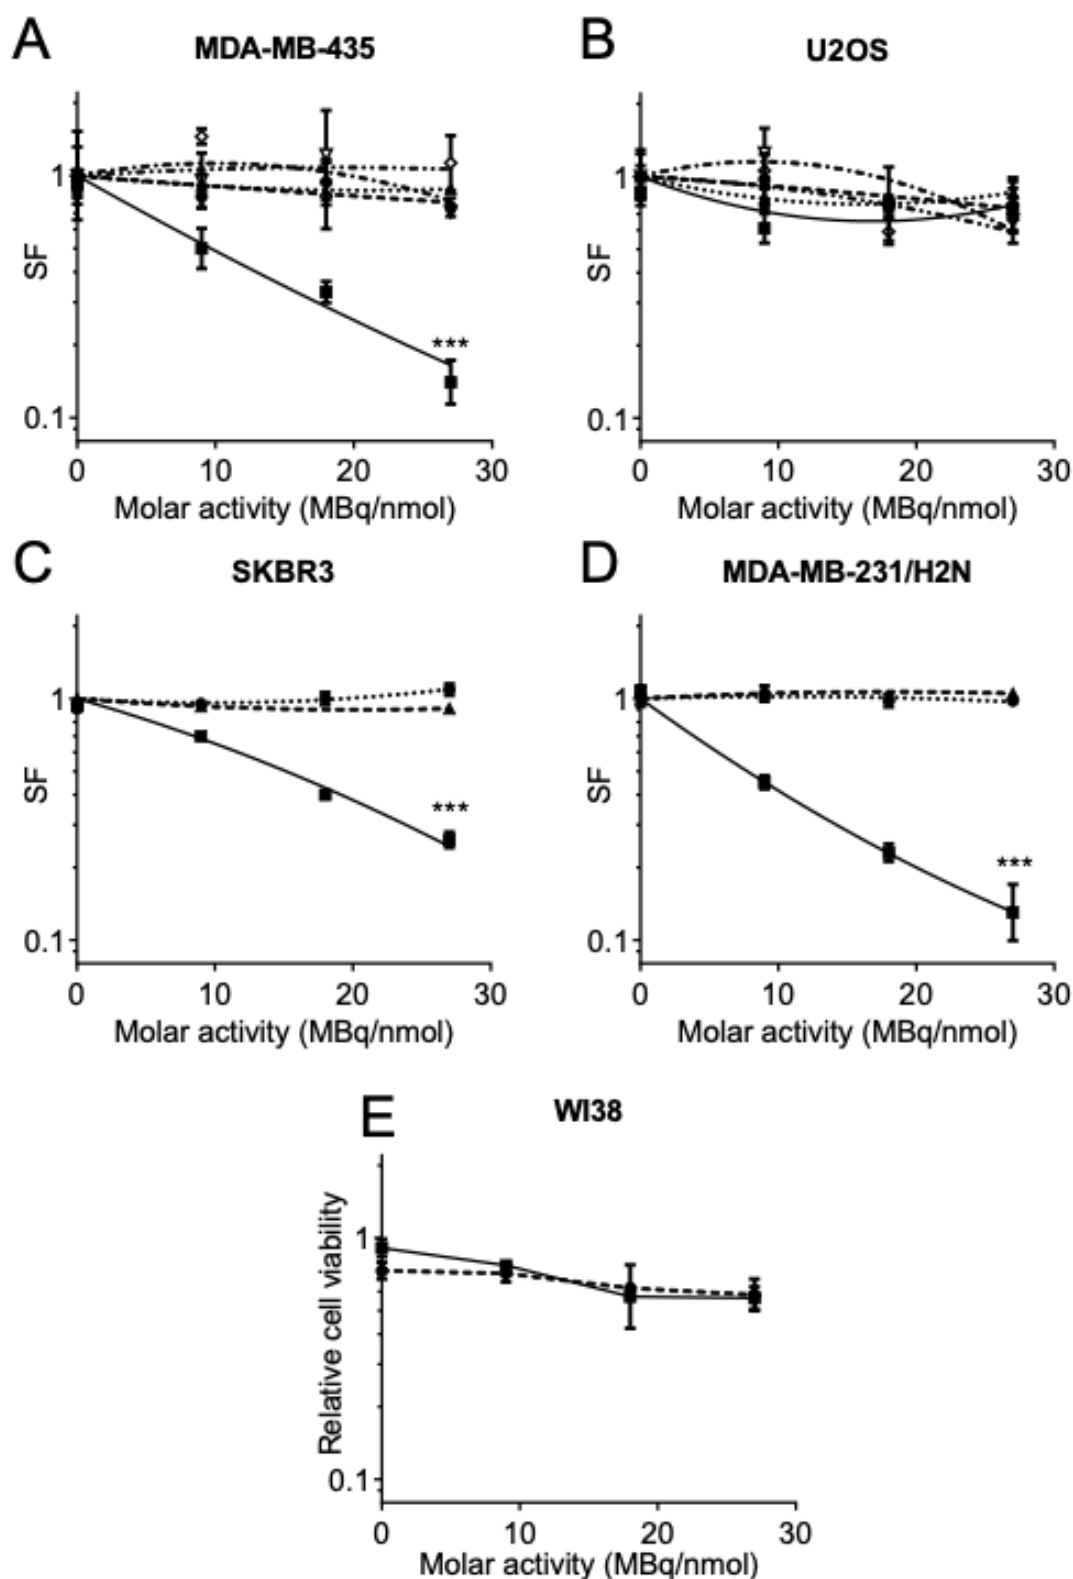 A
MDA-MB-435
SF
1
***
0.1
0 10 20 30
Molar activity (MBq/nmol)
B
U2OS
SF
1
0.1
0 10 20 30
Molar activity (MBq/nmol)
C
SKBR3
SF
1
***
0.1
0 10 20 30
Molar activity (MBq/nmol)
D
MDA-MB-231/H2N
SF
1
***
0.1
0 10 20 30
Molar activity (MBq/nmol)
E
WI38
Relative cell viability
1
0.1
0 10 20 30
Molar activity (MBq/nmol)